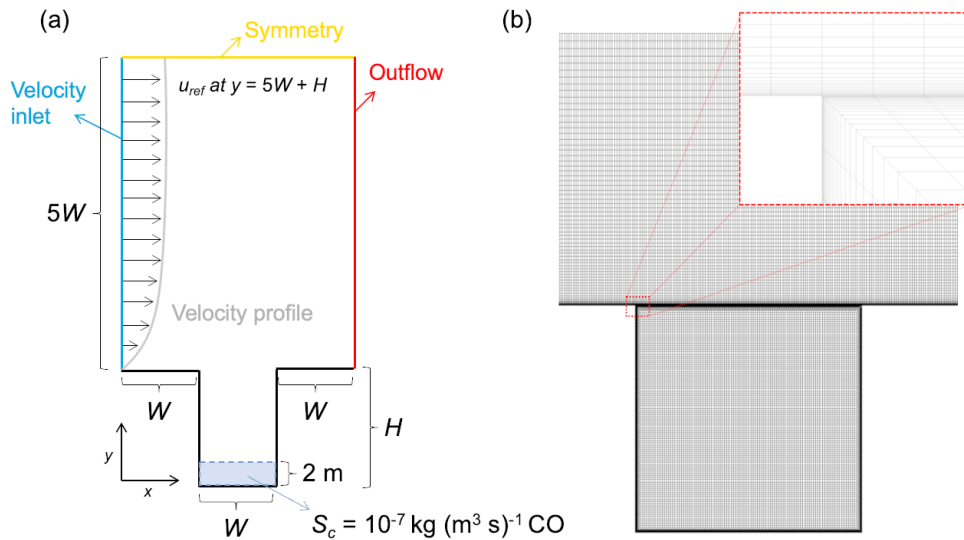 (a)
Symmetry
u_ref at y = 5W + H
Outflow
Velocity
inlet
5W
Velocity profile
W
W
H
y
x
2 m
W
S_c = 10^-7 kg (m^3 s)^-1 CO
(b)